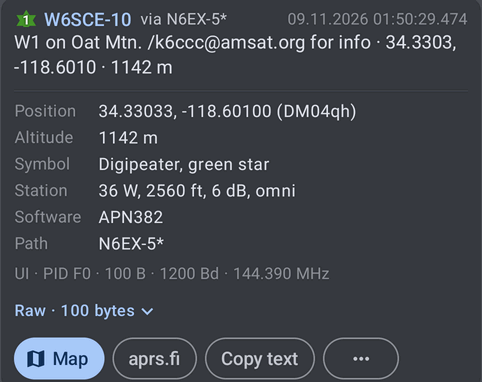 1 W6SCE-10 via N6EX-5* 09.11.2026 01:50:29.474
W1 on Oat Mtn. /k6ccc@amsat.org for info · 34.3303,
-118.6010 · 1142 m
Position 34.33033, -118.60100 (DM04qh)
Altitude 1142 m
Symbol Digipeater, green star
Station 36 W, 2560 ft, 6 dB, omni
Software APN382
Path N6EX-5*
UI · PID F0 · 100 B · 1200 Bd · 144.390 MHz
Raw · 100 bytes
Map aprs.fi Copy text ...